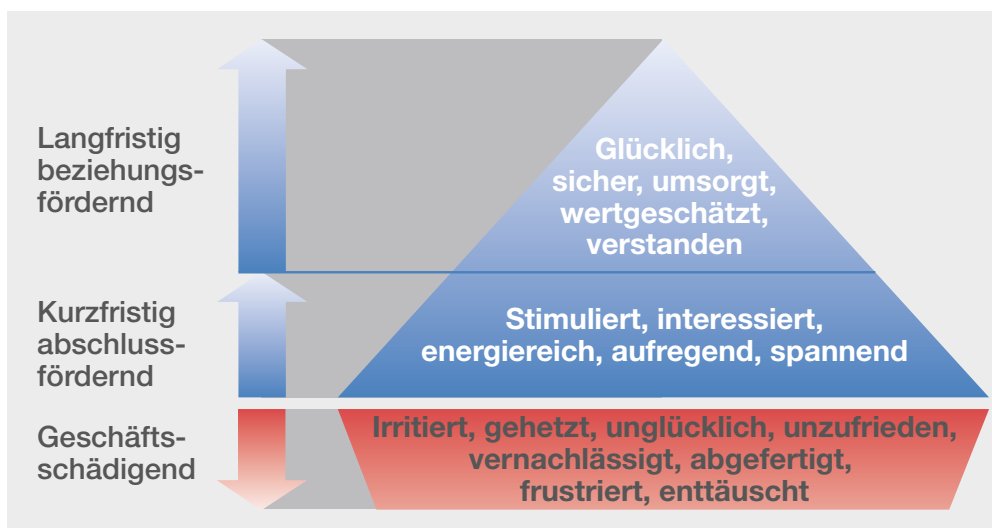 Langfristig
beziehungs-
fördernd
Glücklich,
sicher, umsorgt,
wertgeschätzt,
verstanden
Kurzfristig
abschluss-
fördernd
Stimuliert, interessiert,
energiereich, aufregend, spannend
Geschäfts-
schädigend
Irritiert, gehetzt, unglücklich, unzufrieden,
vernachlässigt, abgefertigt,
frustriert, enttäuscht